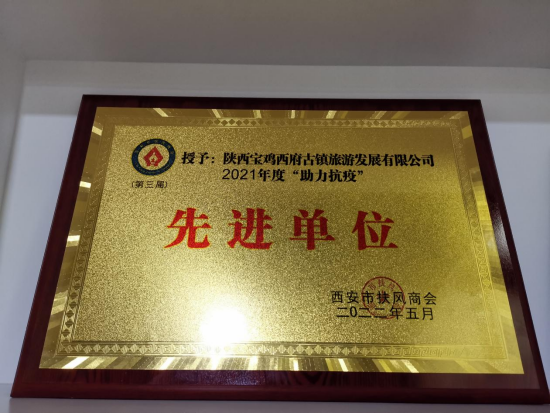 授予：陕西宝鸡西府古镇旅游发展有限公司
(第三届)
2021年度“助力抗疫”
先进单位
西安市扶风商会
二〇二二年五月